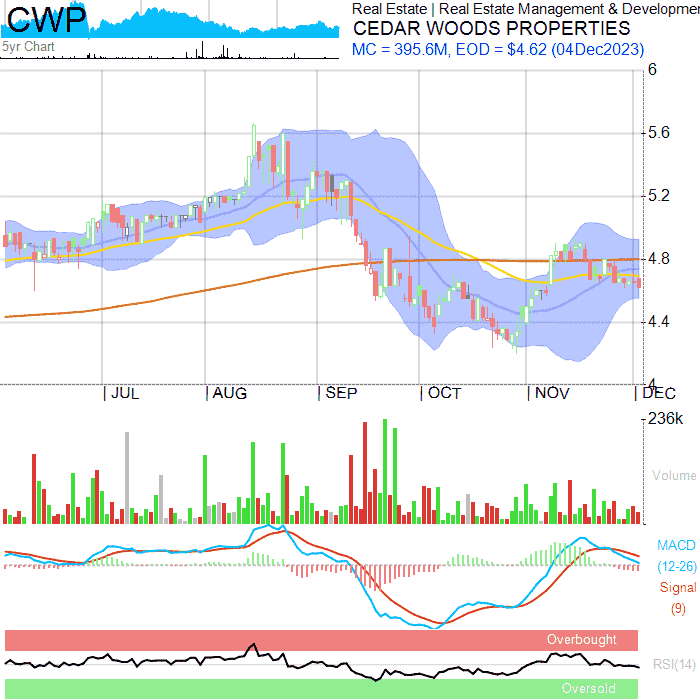 CWP
5yr Chart
Real Estate | Real Estate Management & Developmen
CEDAR WOODS PROPERTIES
MC = 395.6M, EOD = $4.62 (04Dec2023)
6
5.6
5.2
4.8
4.4
4
| JUL | AUG | SEP | OCT | NOV | DEC
236k
Volume
MACD
(12-26)
Signal
(9)
Overbought
RSI(14)
Oversold